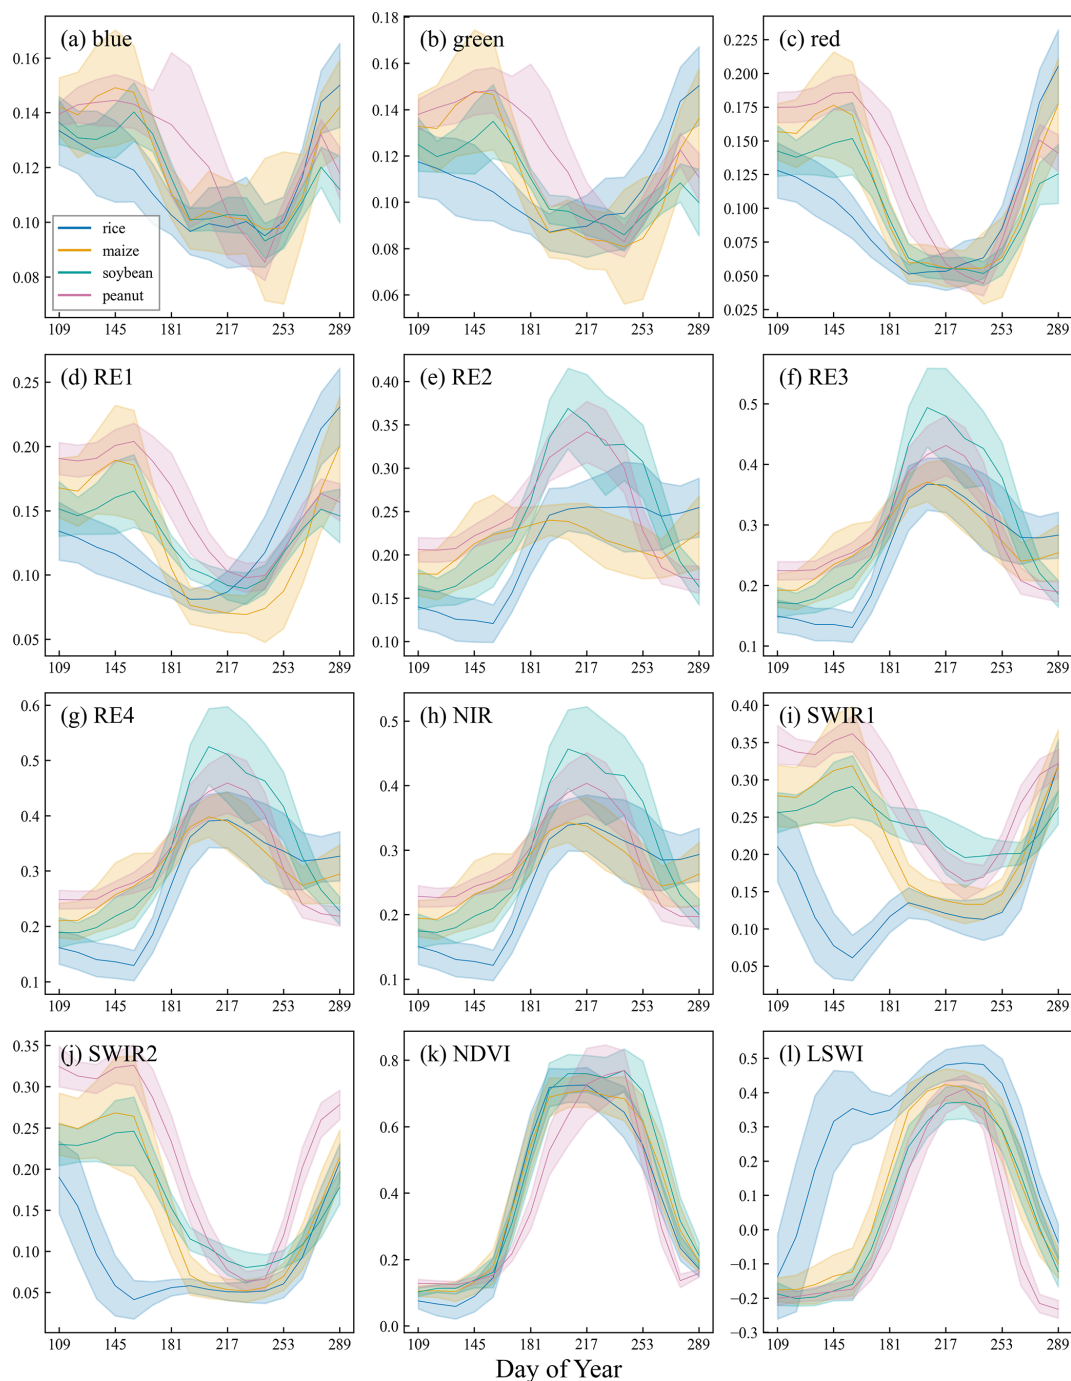 (a) blue
0.16
0.14
0.12
0.10
0.08
rice
maize
soybean
peanut
109 145 181 217 253 289
(b) green
0.18
0.16
0.14
0.12
0.10
0.08
0.06
109 145 181 217 253 289
(c) red
0.225
0.200
0.175
0.150
0.125
0.100
0.075
0.050
0.025
109 145 181 217 253 289
(d) RE1
0.25
0.20
0.15
0.10
0.05
109 145 181 217 253 289
(e) RE2
0.40
0.35
0.30
0.25
0.20
0.15
0.10
109 145 181 217 253 289
(f) RE3
0.5
0.4
0.3
0.2
0.1
109 145 181 217 253 289
(g) RE4
0.6
0.5
0.4
0.3
0.2
0.1
109 145 181 217 253 289
(h) NIR
0.5
0.4
0.3
0.2
0.1
109 145 181 217 253 289
(i) SWIR1
0.40
0.35
0.30
0.25
0.20
0.15
0.10
0.05
109 145 181 217 253 289
(j) SWIR2
0.35
0.30
0.25
0.20
0.15
0.10
0.05
109 145 181 217 253 289
(k) NDVI
0.8
0.6
0.4
0.2
0.0
109 145 181 217 253 289
(l) LSWI
0.5
0.4
0.3
0.2
0.1
0.0
−0.1
−0.2
−0.3
109 145 181 217 253 289
Day of Year